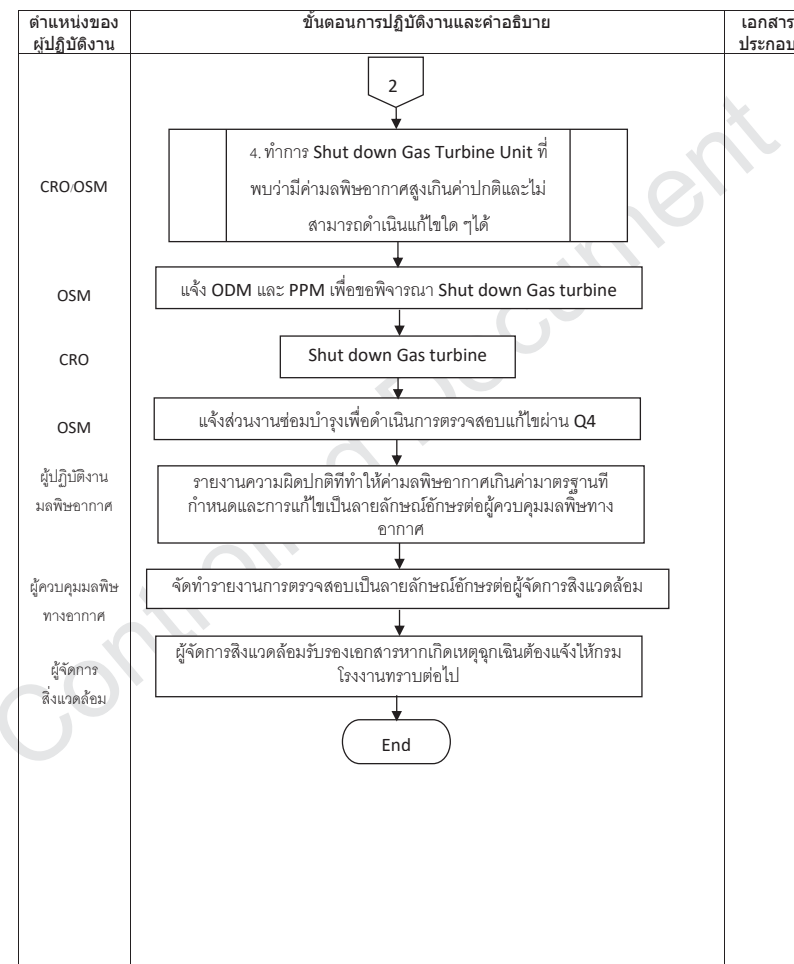 ตำแหน่งของ
ผู้ปฏิบัติงาน
ขั้นตอนการปฏิบัติงานและคำอธิบาย
เอกสาร
ประกอบ
2
CRO/OSM
4. ทำการ Shut down Gas Turbine Unit ที่
พบว่ามีค่ามลพิษอากาศสูงเกินค่าปกติและไม่
สามารถดำเนินแก้ไขใด ๆได้
OSM
แจ้ง ODM และ PPM เพื่อขอพิจารณา Shut down Gas turbine
CRO
Shut down Gas turbine
OSM
แจ้งส่วนงานซ่อมบำรุงเพื่อดำเนินการตรวจสอบแก้ไขผ่าน Q4
ผู้ปฏิบัติงาน
มลพิษอากาศ
รายงานความผิดปกติที่ทำให้ค่ามลพิษอากาศเกินค่ามาตรฐานที่
กำหนดและการแก้ไขเป็นลายลักษณ์อักษรต่อผู้ควบคุมมลพิษทาง
อากาศ
ผู้ควบคุมมลพิษ
ทางอากาศ
จัดทำรายงานการตรวจสอบเป็นลายลักษณ์อักษรต่อผู้จัดการสิ่งแวดล้อม
ผู้จัดการ
สิ่งแวดล้อม
ผู้จัดการสิ่งแวดล้อมรับรองเอกสารหากเกิดเหตุฉุกเฉินต้องแจ้งให้กรม
โรงงานทราบต่อไป
End